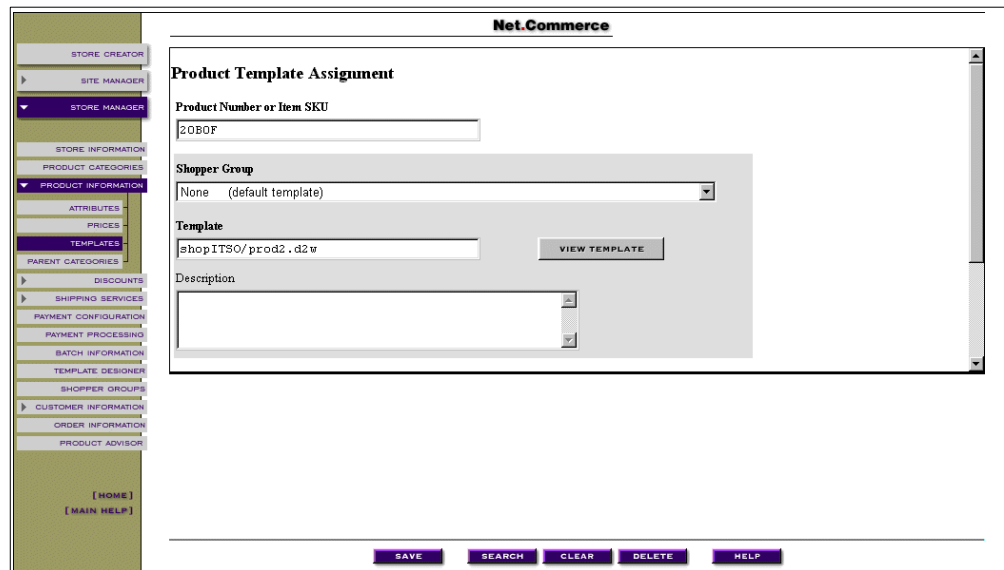 Net.Commerce
STORE CREATOR
SITE MANAGER
STORE MANAGER
STORE INFORMATION
PRODUCT CATEGORIES
PRODUCT INFORMATION
ATTRIBUTES
PRICES
TEMPLATES
PARENT CATEGORIES
DISCOUNTS
SHIPPING SERVICES
PAYMENT CONFIGURATION
PAYMENT PROCESSING
BATCH INFORMATION
TEMPLATE DESIGNER
SHOPPER GROUPS
CUSTOMER INFORMATION
ORDER INFORMATION
PRODUCT ADVISOR
[HOME]
[MAIN HELP]
Product Template Assignment
Product Number or Item SKU
20BOF
Shopper Group
None (default template)
Template
shopITSO/prod2.d2w
VIEW TEMPLATE
Description
SAVE SEARCH CLEAR DELETE HELP